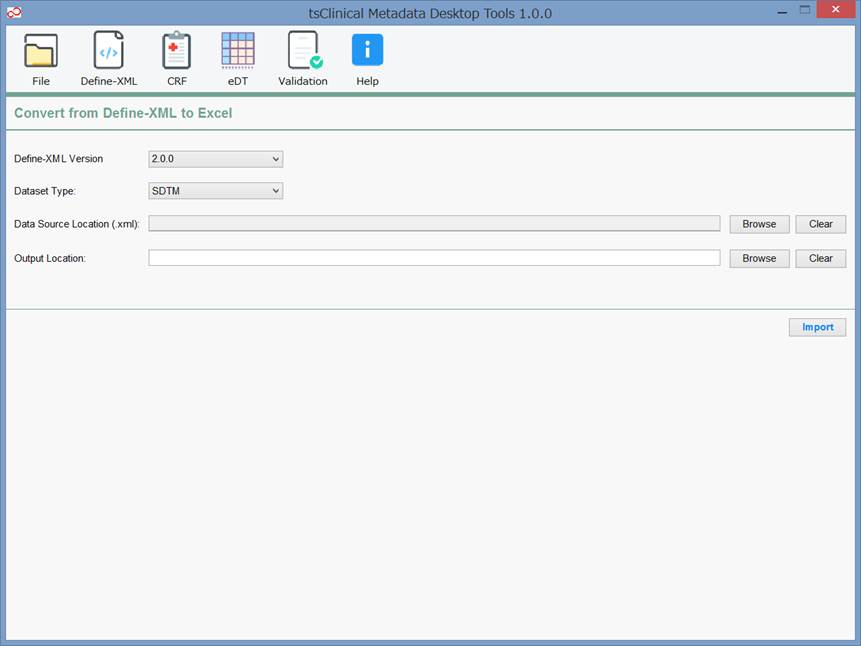 tsClinical Metadata Desktop Tools 1.0.0
File Define-XML CRF eDT Validation Help
Convert from Define-XML to Excel
Define-XML Version 2.0.0
Dataset Type: SDTM
Data Source Location (.xml): Browse Clear
Output Location: Browse Clear
Import